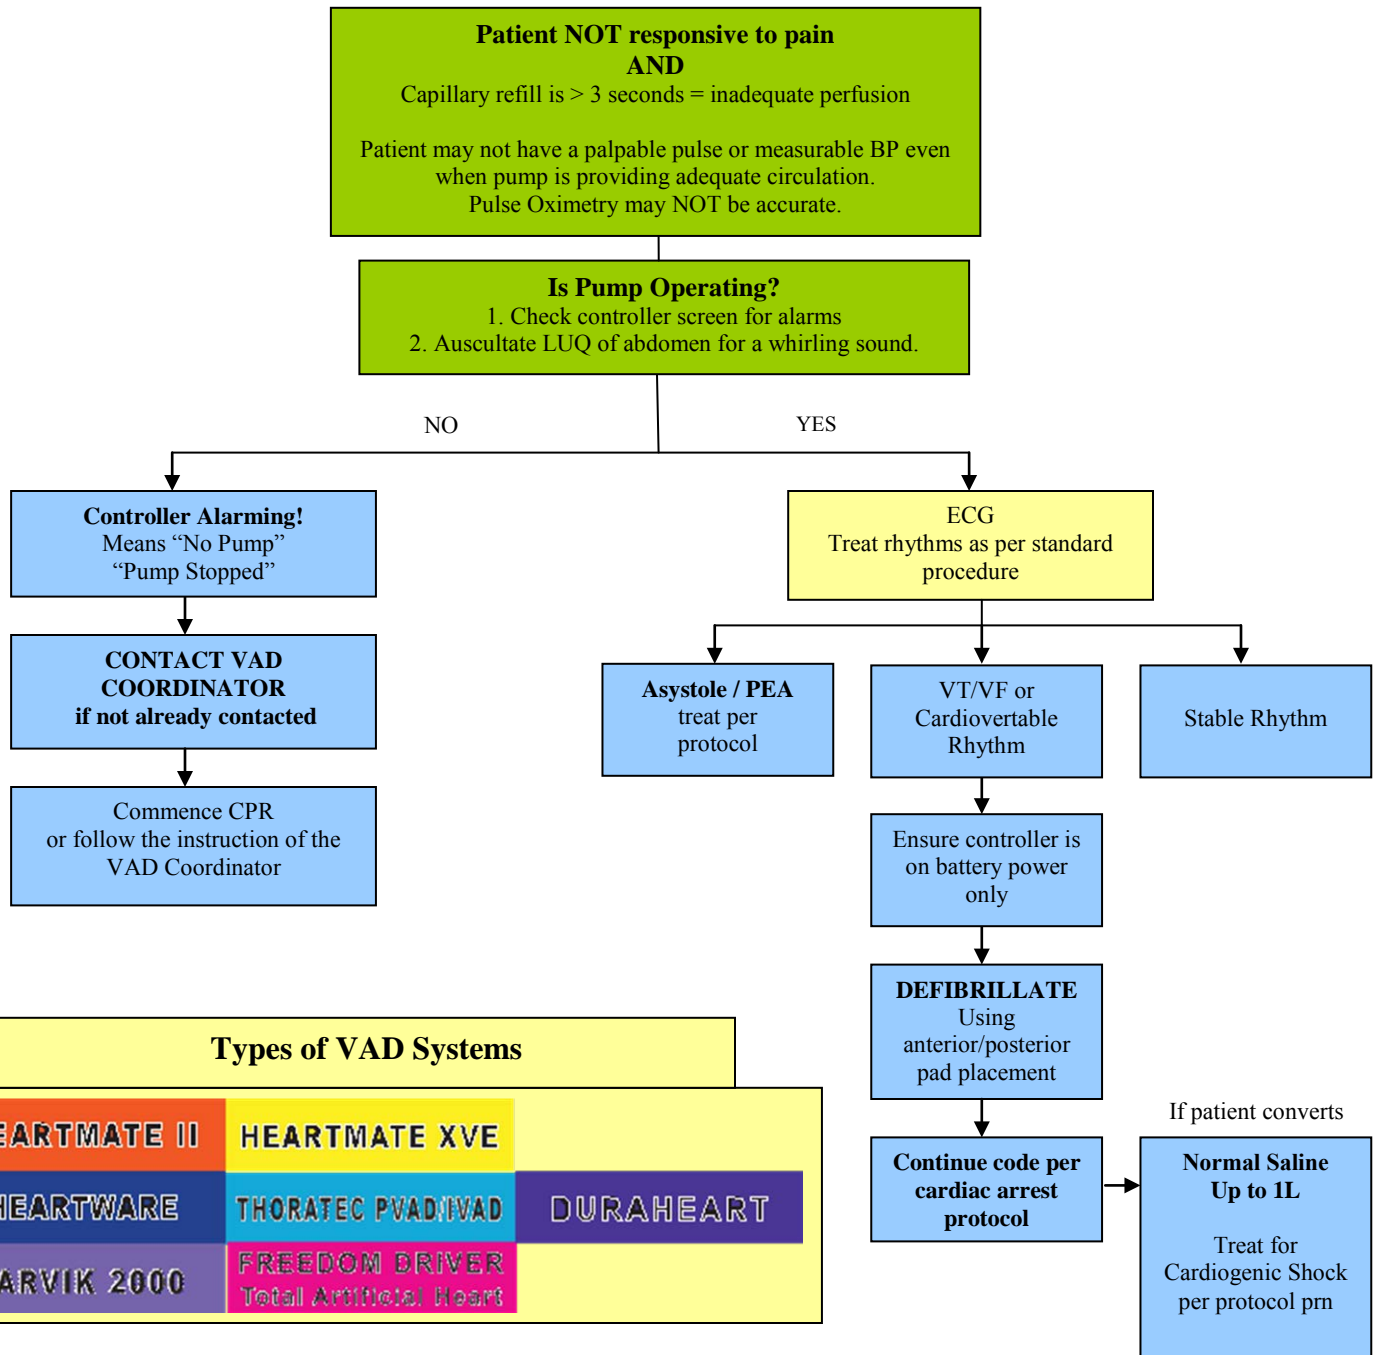 Patient NOT responsive to pain
AND
Capillary refill is > 3 seconds = inadequate perfusion
Patient may not have a palpable pulse or measurable BP even
when pump is providing adequate circulation.
Pulse Oximetry may NOT be accurate.
Is Pump Operating?
1. Check controller screen for alarms
2. Auscultate LUQ of abdomen for a whirling sound.
NO
YES
Controller Alarming!
Means “No Pump”
“Pump Stopped”
CONTACT VAD
COORDINATOR
if not already contacted
Commence CPR
or follow the instruction of the
VAD Coordinator
ECG
Treat rhythms as per standard
procedure
Asystole / PEA
treat per
protocol
VT/VF or
Cardiovertable
Rhythm
Stable Rhythm
Ensure controller is
on battery power
only
DEFIBRILLATE
Using
anterior/posterior
pad placement
Continue code per
cardiac arrest
protocol
If patient converts
Normal Saline
Up to 1L
Treat for
Cardiogenic Shock
per protocol prn
Types of VAD Systems
EARTMATE II
HEARTMATE XVE
HEARTWARE
THORATEC PVAD/IVAD
DURAHEART
ARVIK 2000
FREEDOM DRIVER
Total Artificial Heart